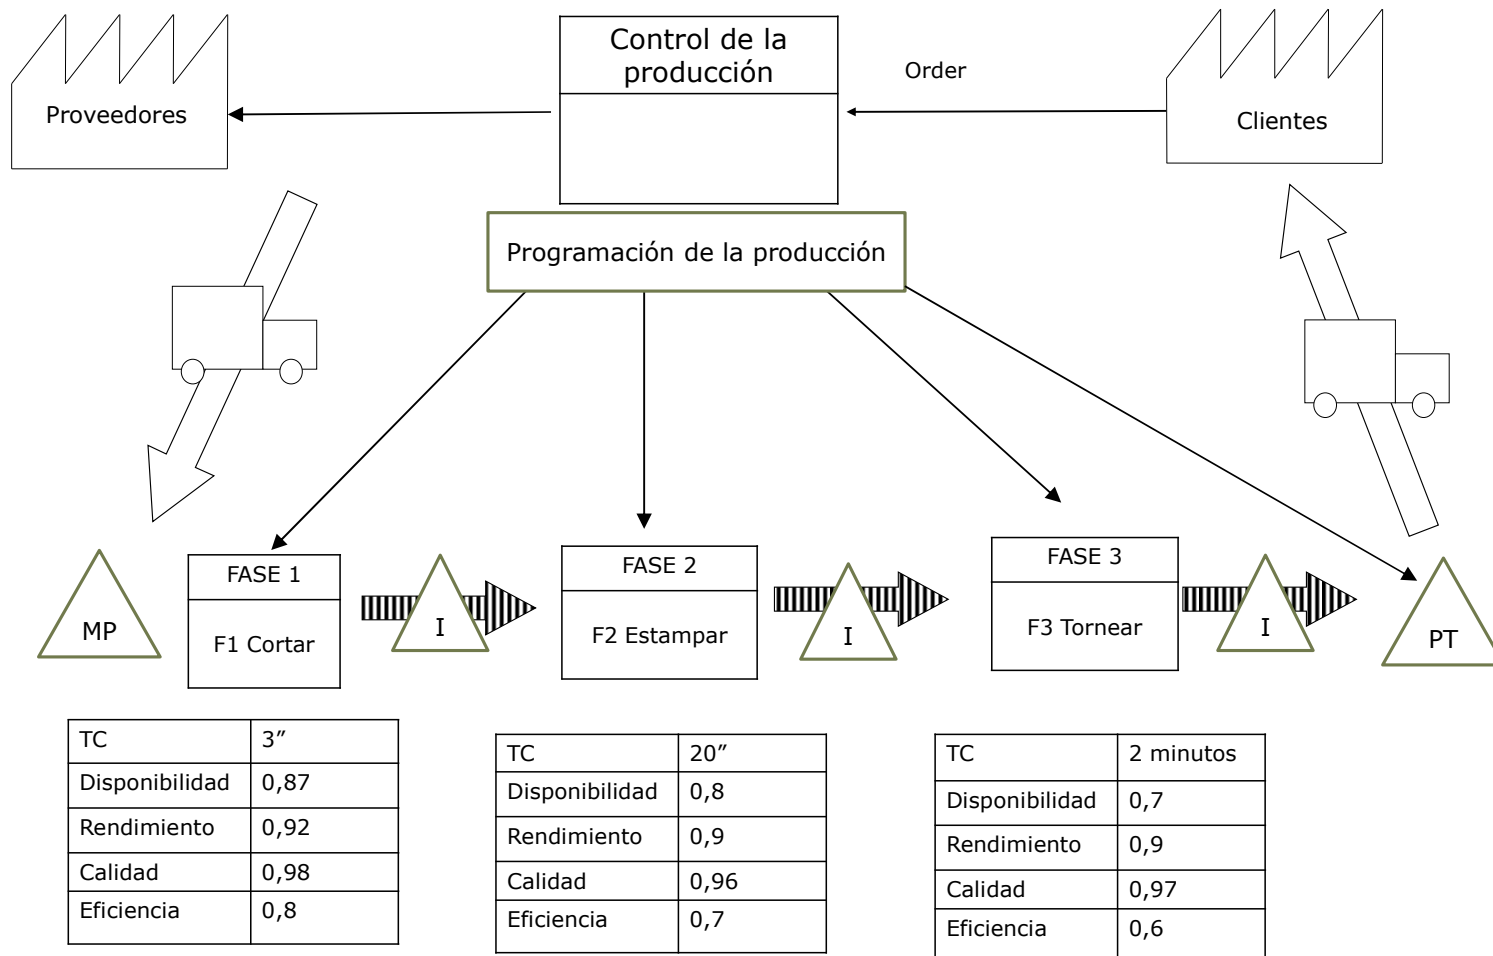 Control de la
producción
Order
Proveedores
Clientes
Programación de la producción
FASE 1
FASE 2
FASE 3
MP
F1 Cortar
I
F2 Estampar
I
F3 Tornear
I
PT
TC 3”
Disponibilidad 0,87
Rendimiento 0,92
Calidad 0,98
Eficiencia 0,8
TC 20”
Disponibilidad 0,8
Rendimiento 0,9
Calidad 0,96
Eficiencia 0,7
TC 2 minutos
Disponibilidad 0,7
Rendimiento 0,9
Calidad 0,97
Eficiencia 0,6